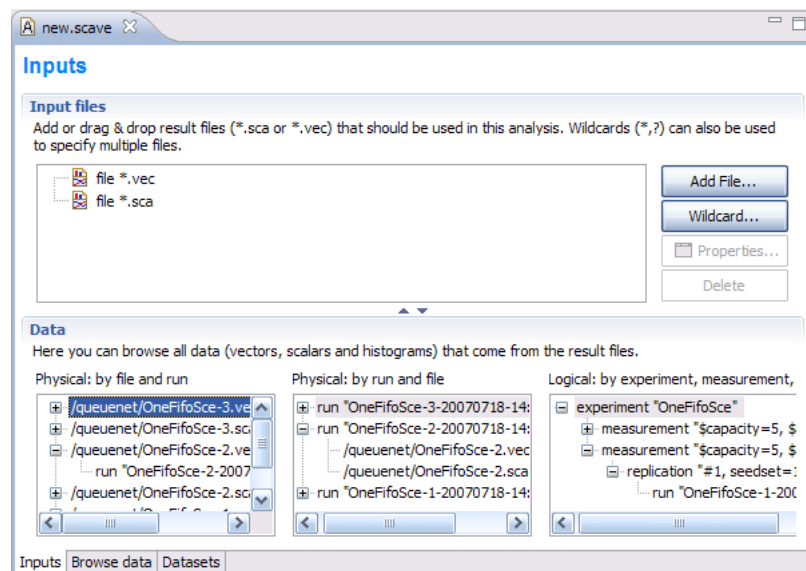 new.scave
Inputs
Input files
Add or drag & drop result files (*.sca or *.vec) that should be used in this analysis. Wildcards (*,?) can also be used
to specify multiple files.
file *.vec
file *.sca
Add File...
Wildcard...
Properties...
Delete
Data
Here you can browse all data (vectors, scalars and histograms) that come from the result files.
Physical: by file and run
/queuenet/OneFifoSce-3.ve
/queuenet/OneFifoSce-3.sc
/queuenet/OneFifoSce-2.ve
run "OneFifoSce-2-2007
/queuenet/OneFifoSce-2.sc
Physical: by run and file
run "OneFifoSce-3-20070718-14:
run "OneFifoSce-2-20070718-14:
/queuenet/OneFifoSce-2.vec
/queuenet/OneFifoSce-2.sca
run "OneFifoSce-1-20070718-14:
Logical: by experiment, measurement,
experiment "OneFifoSce"
measurement "$capacity=5, $
measurement "$capacity=5, $
replication "#1, seedset=1
run "OneFifoSce-1-200
Inputs Browse data Datasets